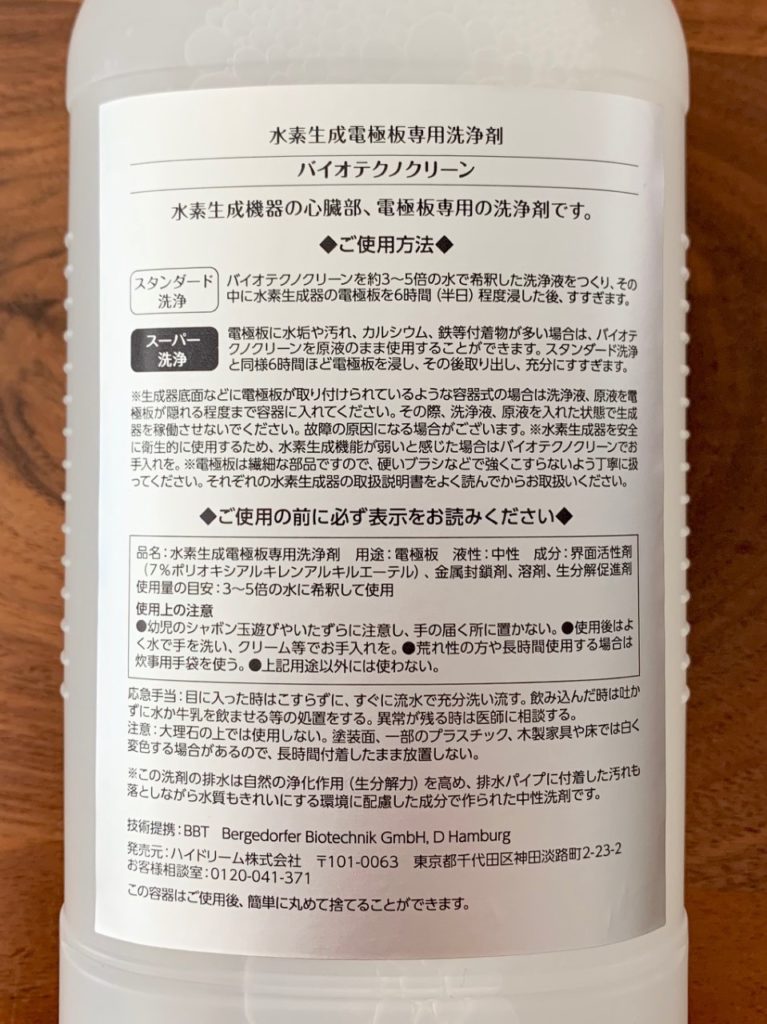 水素生成電極板専用洗浄剤
バイオテクノクリーン
水素生成機器の心臓部、電極板専用の洗浄剤です。
◆ご使用方法◆
スタンダード
洗浄
バイオテクノクリーンを約3〜5倍の水で希釈した洗浄液をつくり、その
中に水素生成器の電極板を6時間(半日)程度浸した後、すすぎます。
スーパー
洗浄
電極板に水垢や汚れ、カルシウム、鉄等付着物が多い場合は、バイオテ
クノクリーンを原液のまま使用することができます。スタンダード洗浄
と同様6時間ほど電極板を浸し、その後取り出し、充分にすすぎます。
※生成器底面などに電極板が取り付けられているような容器式の場合は洗浄液、原液を電
極板が隠れる程度まで容器に入れてください。その際、洗浄液、原液を入れた状態で生成
器を稼働させないでください。故障の原因になる場合がございます。※水素生成器を安全
に衛生的に使用するため、水素生成機能が弱いと感じた場合はバイオテクノクリーンでお
手入れを。※電極板は繊細な部品ですので、硬いブラシなどで強くこすらないよう丁寧に扱
ってください。それぞれの水素生成器の取扱説明書をよく読んでからお取扱いください。
◆ご使用の前に必ず表示をお読みください◆
品名:水素生成電極板専用洗浄剤 用途:電極板 液性:中性 成分:界面活性剤
(7%ポリオキシアルキレンアルキルエーテル)、金属封鎖剤、溶剤、生分解促進剤
使用量の目安:3〜5倍の水に希釈して使用
使用上の注意
●幼児のシャボン玉遊びやいたずらに注意し、手の届く所に置かない。●使用後はよ
く水で手を洗い、クリーム等でお手入れを。●荒れ性の方や長時間使用する場合は
炊事用手袋を使う。●上記用途以外には使わない。
応急手当:目に入った時はこすらずに、すぐに流水で充分洗い流す。飲み込んだ時は吐か
ずに水か牛乳を飲ませる等の処置をする。異常が残る時は医師に相談する。
注意:大理石の上では使用しない。塗装面、一部のプラスチック、木製家具や床では白く
変色する場合があるので、長時間付着したまま放置しない。
※この洗剤の排水は自然の浄化作用(生分解力)を高め、排水パイプに付着した汚れも
落としながら水質もきれいにする環境に配慮した成分で作られた中性洗剤です。
技術提携:BBT Bergedorfer Biotechnik GmbH, D Hamburg
発売元:ハイドリーム株式会社 〒101-0063 東京都千代田区神田淡路町2-23-2
お客様相談室:0120-041-371
この容器はご使用後、簡単に丸めて捨てることができます。